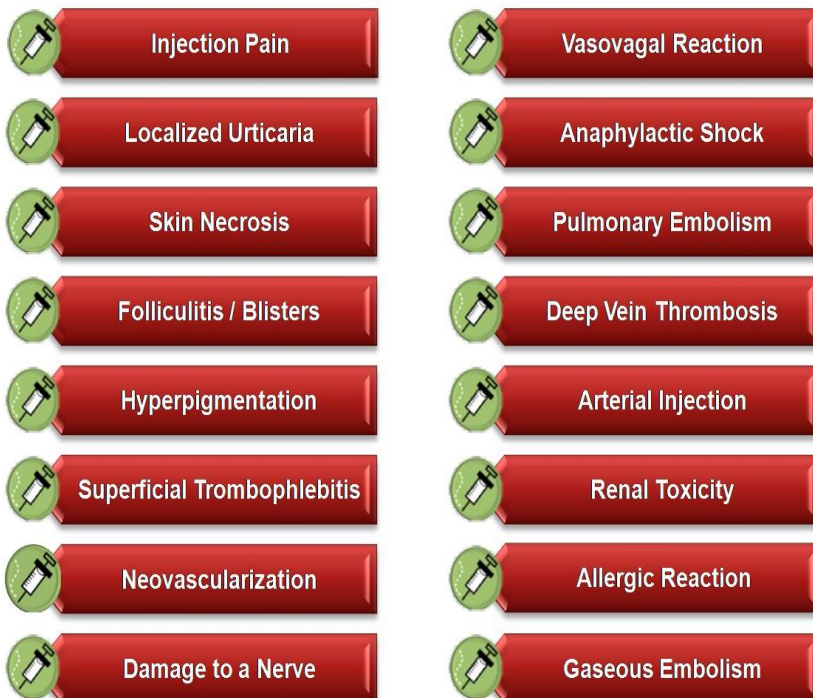 Injection Pain
Localized Urticaria
Skin Necrosis
Folliculitis / Blisters
Hyperpigmentation
Superficial Trombophlebitis
Neovascularization
Damage to a Nerve
Vasovagal Reaction
Anaphylactic Shock
Pulmonary Embolism
Deep Vein Thrombosis
Arterial Injection
Renal Toxicity
Allergic Reaction
Gaseous Embolism